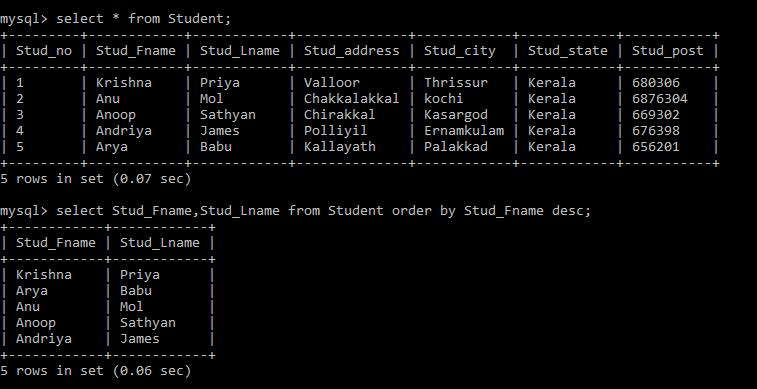 mysql> select * from Student;
+---------+------------+------------+--------------+------------+------------+-----------+
| Stud_no | Stud_Fname | Stud_Lname | Stud_address | Stud_city  | Stud_state | Stud_post |
+---------+------------+------------+--------------+------------+------------+-----------+
| 1       | Krishna    | Priya      | Valloor      | Thrissur   | Kerala     | 680306    |
| 2       | Anu        | Mol        | Chakkalakkal | kochi      | Kerala     | 6876304   |
| 3       | Anoop      | Sathyan    | Chirakkal    | Kasargod   | Kerala     | 669302    |
| 4       | Andriya    | James      | Polliyil     | Ernamkulam | Kerala     | 676398    |
| 5       | Arya       | Babu       | Kallayath    | Palakkad   | Kerala     | 656201    |
+---------+------------+------------+--------------+------------+------------+-----------+
5 rows in set (0.07 sec)
mysql> select Stud_Fname,Stud_Lname from Student order by Stud_Fname desc;
+------------+------------+
| Stud_Fname | Stud_Lname |
+------------+------------+
| Krishna    | Priya      |
| Arya       | Babu       |
| Anu        | Mol        |
| Anoop      | Sathyan    |
| Andriya    | James      |
+------------+------------+
5 rows in set (0.06 sec)